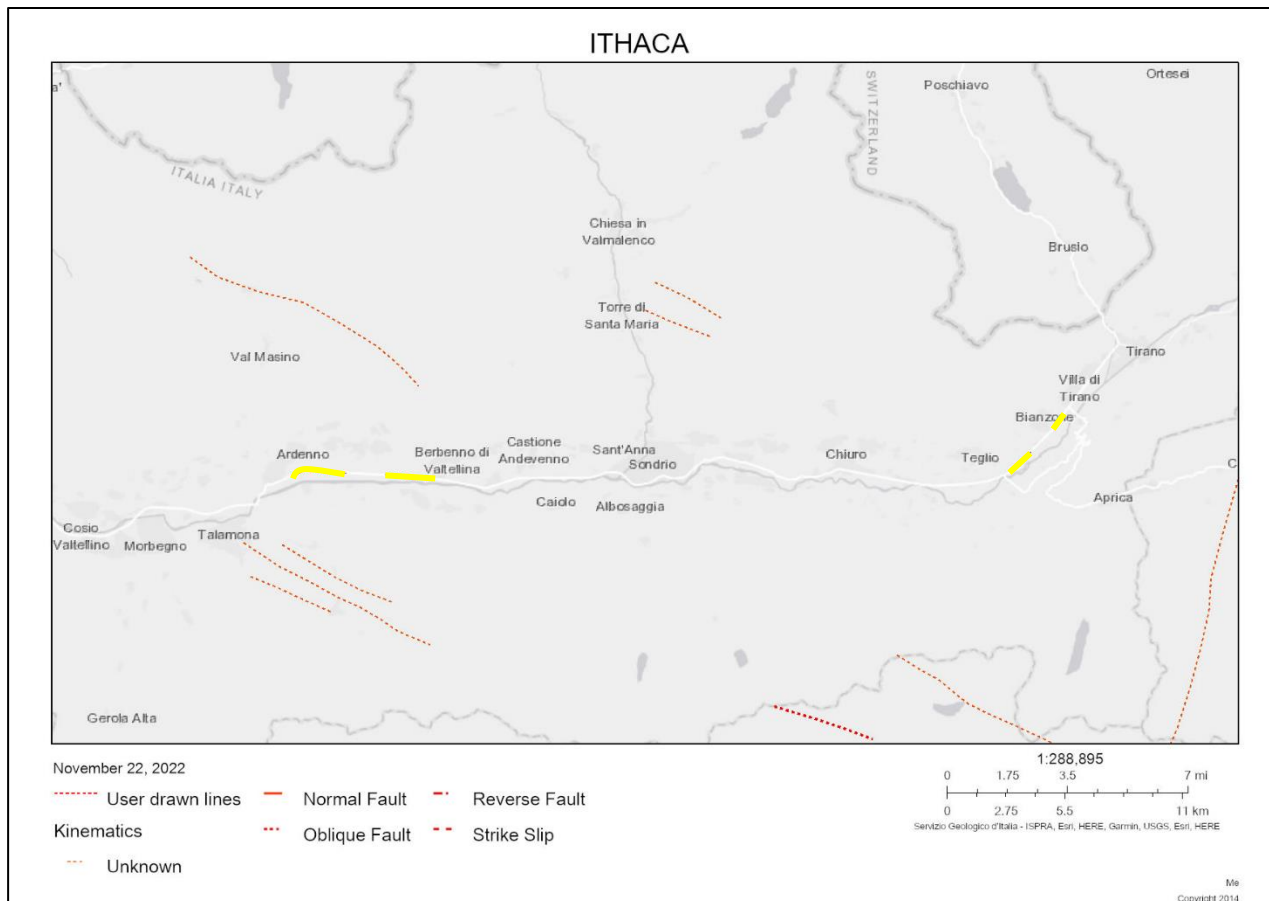 ITHACA
a'
SWITZERLAND
Poschiavo
Ortesei
ITALIA ITALY
Chiesa in
Valmalenco
Bruslo
Torre di
Santa Maria
Val Masino
Tirano
Villa di
Tirano
Bianzone
Ardenno
Berbenno di
Valtellina
Castione
Andevenno
Sant'Anna
Sondrio
Chiuro
Teglio
C
Caiolo
Albosaggia
Aprica
Cosio
Valtellino
Morbegno
Talamona
Gerola Alta
November 22, 2022
User drawn lines
Normal Fault
Reverse Fault
Kinematics
Oblique Fault
Strike Slip
Unknown
1:288,895
0 1.75 3.5 7 mi
0 2.75 5.5 11 km
Servizio Geologico d'Italia - ISPRA, Esri, HERE, Garmin, USGS, Esri, HERE
Me
Copyright 2014